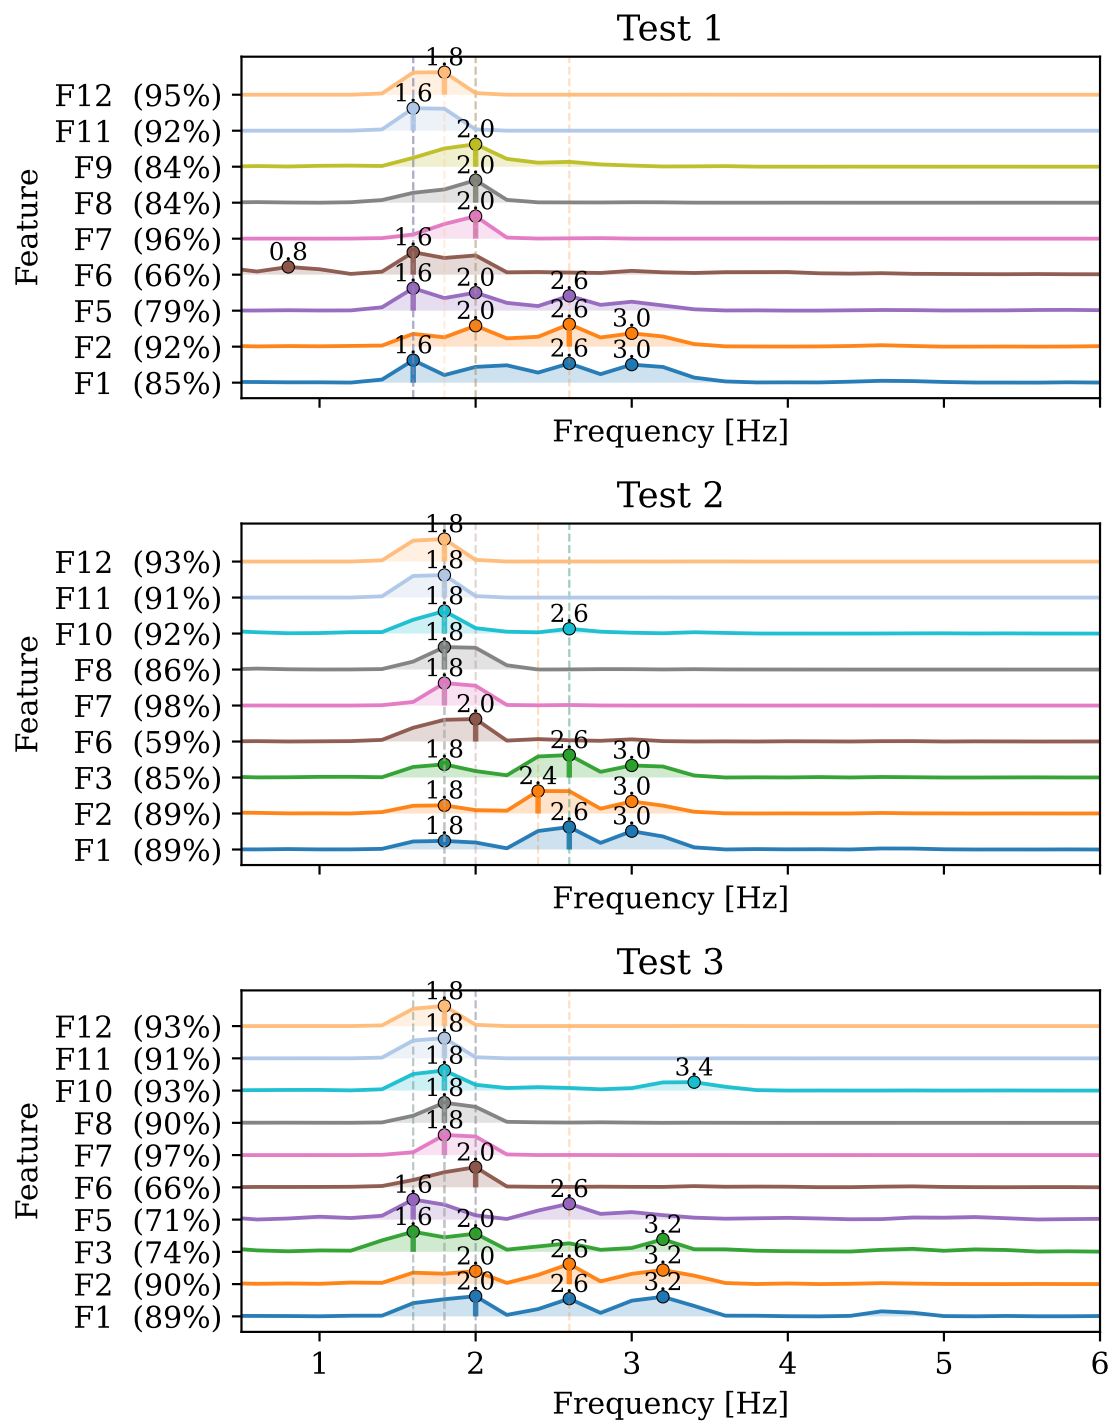 Test 1
1.8
F12 (95%)
1.6
F11 (92%)
2.0
F9 (84%)
2.0
F8 (84%)
2.0
F7 (96%)
1.6
0.8
F6 (66%)
1.6 2.0 2.6
F5 (79%)
2.0 2.6 3.0
F2 (92%)
1.6 2.6 3.0
F1 (85%)
Feature
Frequency [Hz]
Test 2
1.8
F12 (93%)
1.8
F11 (91%)
1.8 2.6
F10 (92%)
1.8
F8 (86%)
1.8
F7 (98%)
2.0
F6 (59%)
1.8 2.6 3.0
F3 (85%)
1.8 2.4 3.0
F2 (89%)
1.8 2.6 3.0
F1 (89%)
Feature
Frequency [Hz]
Test 3
1.8
F12 (93%)
1.8
F11 (91%)
1.8 3.4
F10 (93%)
1.8
F8 (90%)
1.8
F7 (97%)
2.0
F6 (66%)
1.6 2.6
F5 (71%)
1.6 2.0 3.2
F3 (74%)
2.0 2.6 3.2
F2 (90%)
2.0 2.6 3.2
F1 (89%)
Feature
1 2 3 4 5 6
Frequency [Hz]